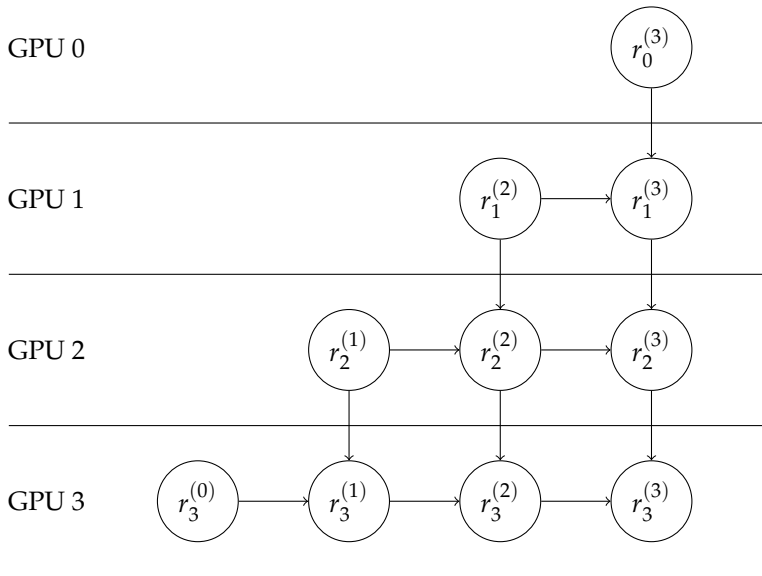 GPU 0 r_0^{(3)}
GPU 1 r_1^{(2)} r_1^{(3)}
GPU 2 r_2^{(1)} r_2^{(2)} r_2^{(3)}
GPU 3 r_3^{(0)} r_3^{(1)} r_3^{(2)} r_3^{(3)}